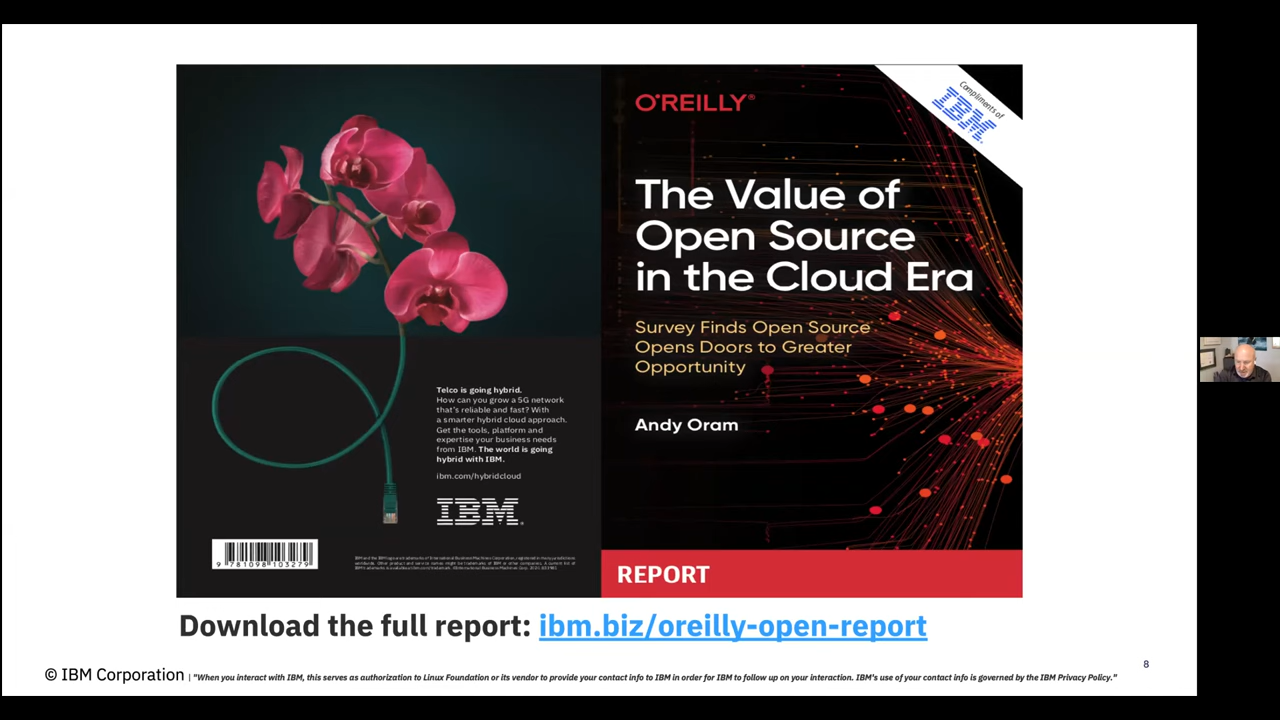 Telco is going hybrid.
How can you grow a 5G network
that's reliable and fast? With
a smarter hybrid cloud approach.
Get the tools, platform and
expertise your business needs
from IBM. The world is going
hybrid with IBM.
ibm.com/hybridcloud
IBM®
9 781098 103279
O'REILLY®
Compliments of
IBM®
The Value of
Open Source
in the Cloud Era
Survey Finds Open Source
Opens Doors to Greater
Opportunity
Andy Oram
REPORT
Download the full report: ibm.biz/oreilly-open-report
8
© IBM Corporation | "When you interact with IBM, this serves as authorization to Linux Foundation or its vendor to provide your contact info to IBM in order for IBM to follow up on your interaction. IBM's use of your contact info is governed by the IBM Privacy Policy."